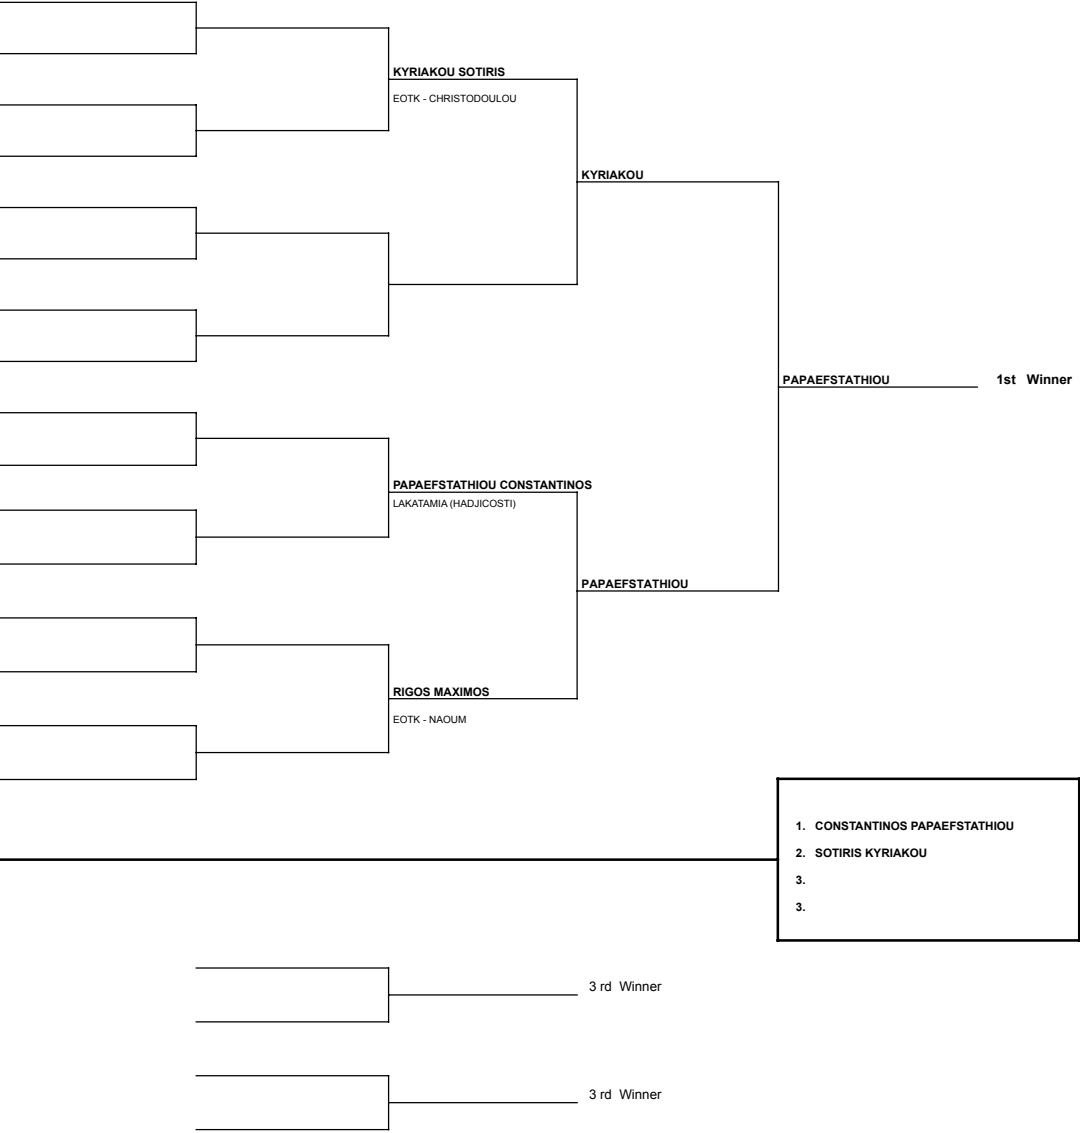 KYRIAKOU SOTIRIS
EOTK - CHRISTODOULOU
KYRIAKOU
PAPAEFSTATHIOU 1st Winner
PAPAEFSTATHIOU CONSTANTINOS
LAKATAMIA (HADJICOSTI)
PAPAEFSTATHIOU
RIGOS MAXIMOS
EOTK - NAOUM
1. CONSTANTINOS PAPAEFSTATHIOU
2. SOTIRIS KYRIAKOU
3.
3.
3 rd Winner
3 rd Winner